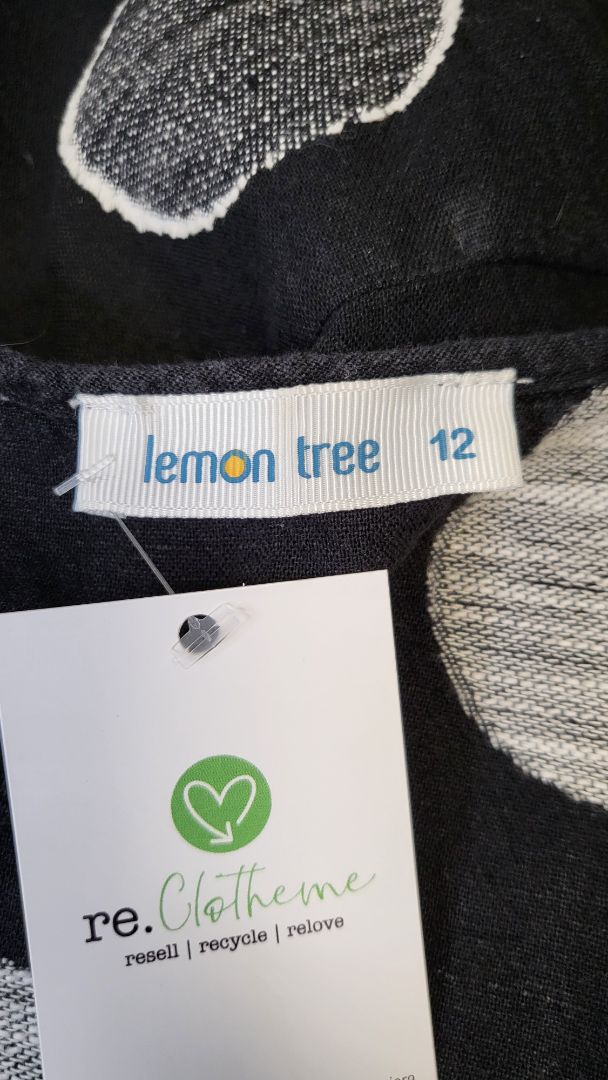 lemon tree 12
re.Clotheme
resell | recycle | relove